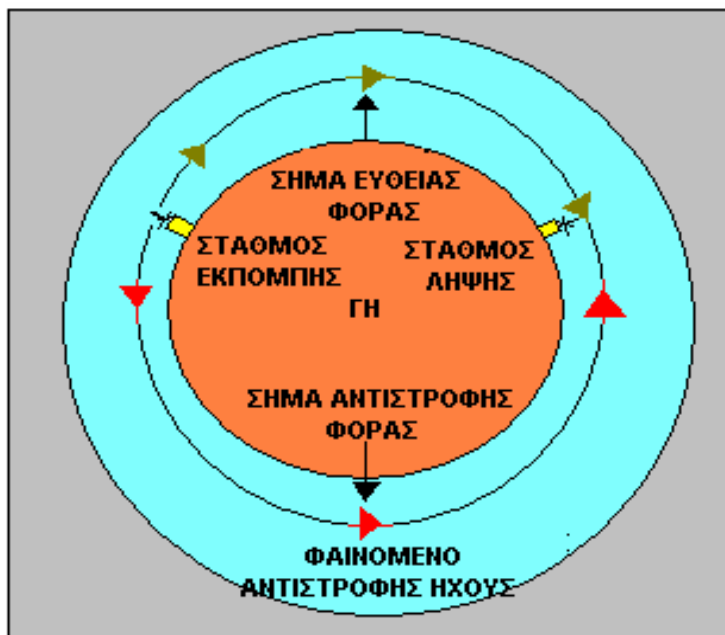 ΣΗΜΑ ΕΥΘΕΙΑΣ
ΦΟΡΑΣ
ΣΤΑΘΜΟΣ
ΕΚΠΟΜΠΗΣ
ΣΤΑΘΜΟΣ
ΛΗΨΗΣ
ΓΗ
ΣΗΜΑ ΑΝΤΙΣΤΡΟΦΗΣ
ΦΟΡΑΣ
ΦΑΙΝΟΜΕΝΟ
ΑΝΤΙΣΤΡΟΦΗΣ ΗΧΟΥΣ